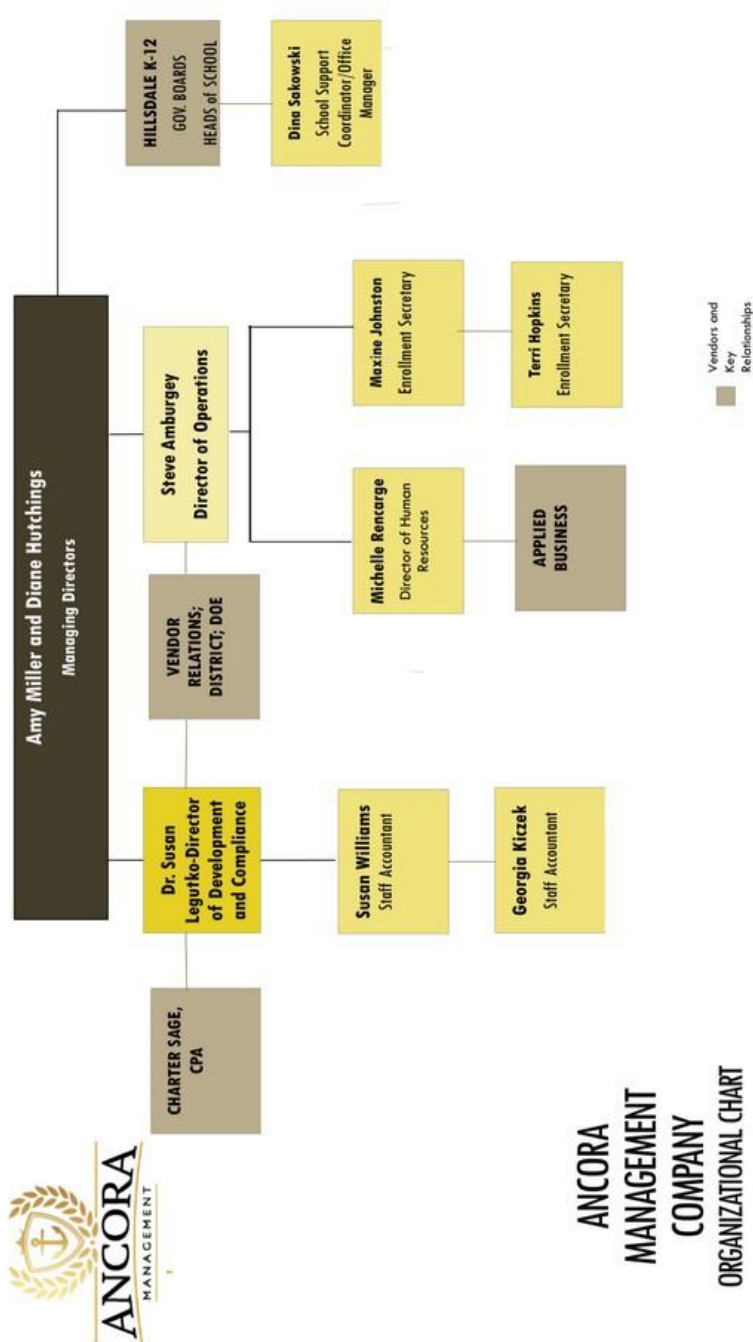 ANCORA
MANAGEMENT
Amy Miller and Diane Hutchings
Managing Directors
CHARTER SAGE,
CPA
Dr. Susan
Legutko-Director
of Development
and Compliance
VENDOR
RELATIONS;
DISTRICT; DOE
Steve Amburgey
Director of Operations
HILLSDALE K-12
GOV. BOARDS
HEADS of SCHOOL
Dina Sakowski
School Support
Coordinator/Office
Manager
Susan Williams
Staff Accountant
Michelle Rencarge
Director of Human
Resources
Maxine Johnston
Enrollment Secretary
Georgia Kiczek
Staff Accountant
APPLIED
BUSINESS
Terri Hopkins
Enrollment Secretary
ANCORA
MANAGEMENT
COMPANY
ORGANIZATIONAL CHART
Vendors and
Key
Relationships